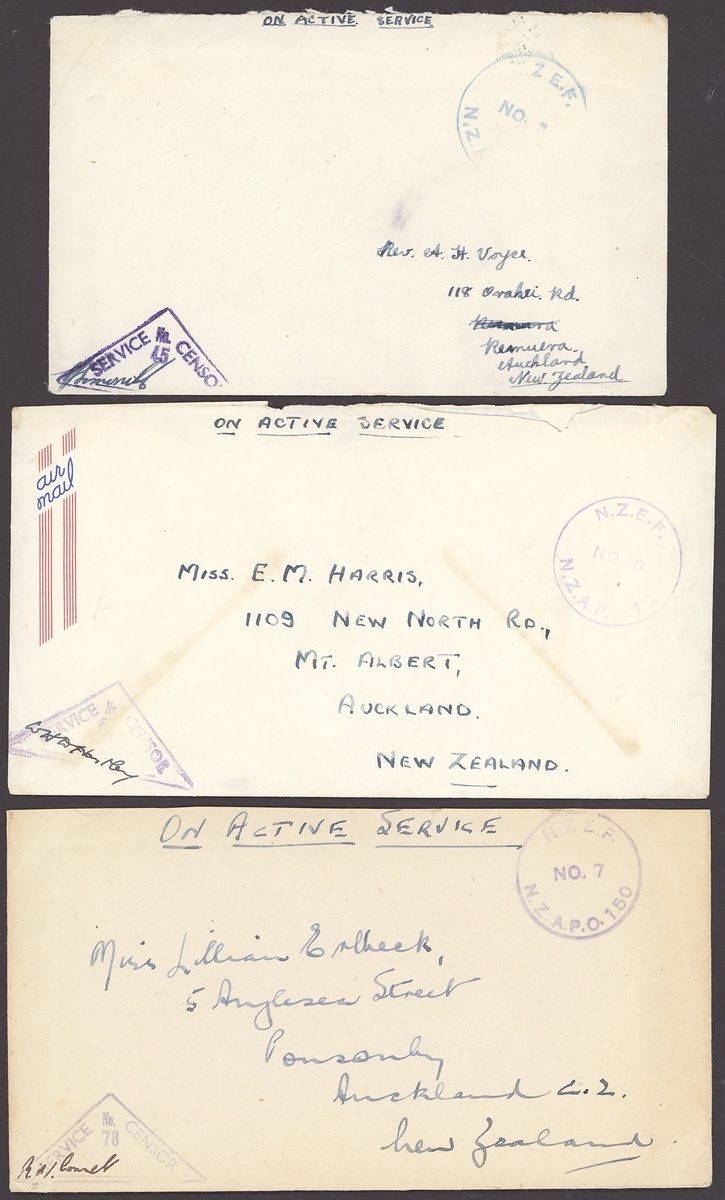 ON ACTIVE SERVICE
Z.E.F.
NO.
N.Z.
Rev. A. H. Voyce.
118 Orakei Rd.
Remuera
Auckland
New Zealand
SERVICE No. 45 CENSOR
ON ACTIVE SERVICE
air
mail
N.Z.E.F.
NO. 8
N.Z.A.P. 15
MISS. E. M. HARRIS,
1109 NEW NORTH RD.,
MT. ALBERT,
AUCKLAND.
NEW ZEALAND.
SERVICE No. CENSOR
ON ACTIVE SERVICE
N.Z.E.F.
NO. 7
N.Z.A.P.O. 150
Miss Lillian
5 Anglesea Street
Ponsonby
Auckland
New Zealand.
SERVICE No. 78 CENSOR